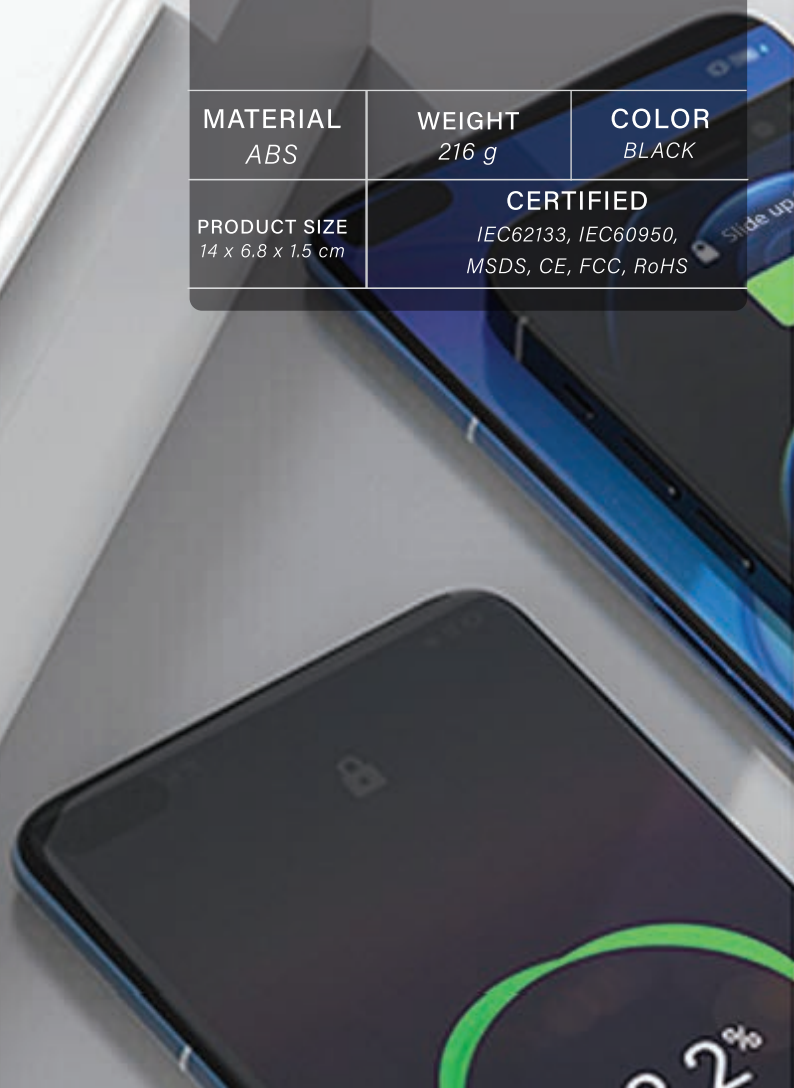 MATERIAL
ABS
WEIGHT
216 g
COLOR
BLACK
PRODUCT SIZE
14 x 6.8 x 1.5 cm
CERTIFIED
IEC62133, IEC60950,
MSDS, CE, FCC, RoHS
Slide up
2%